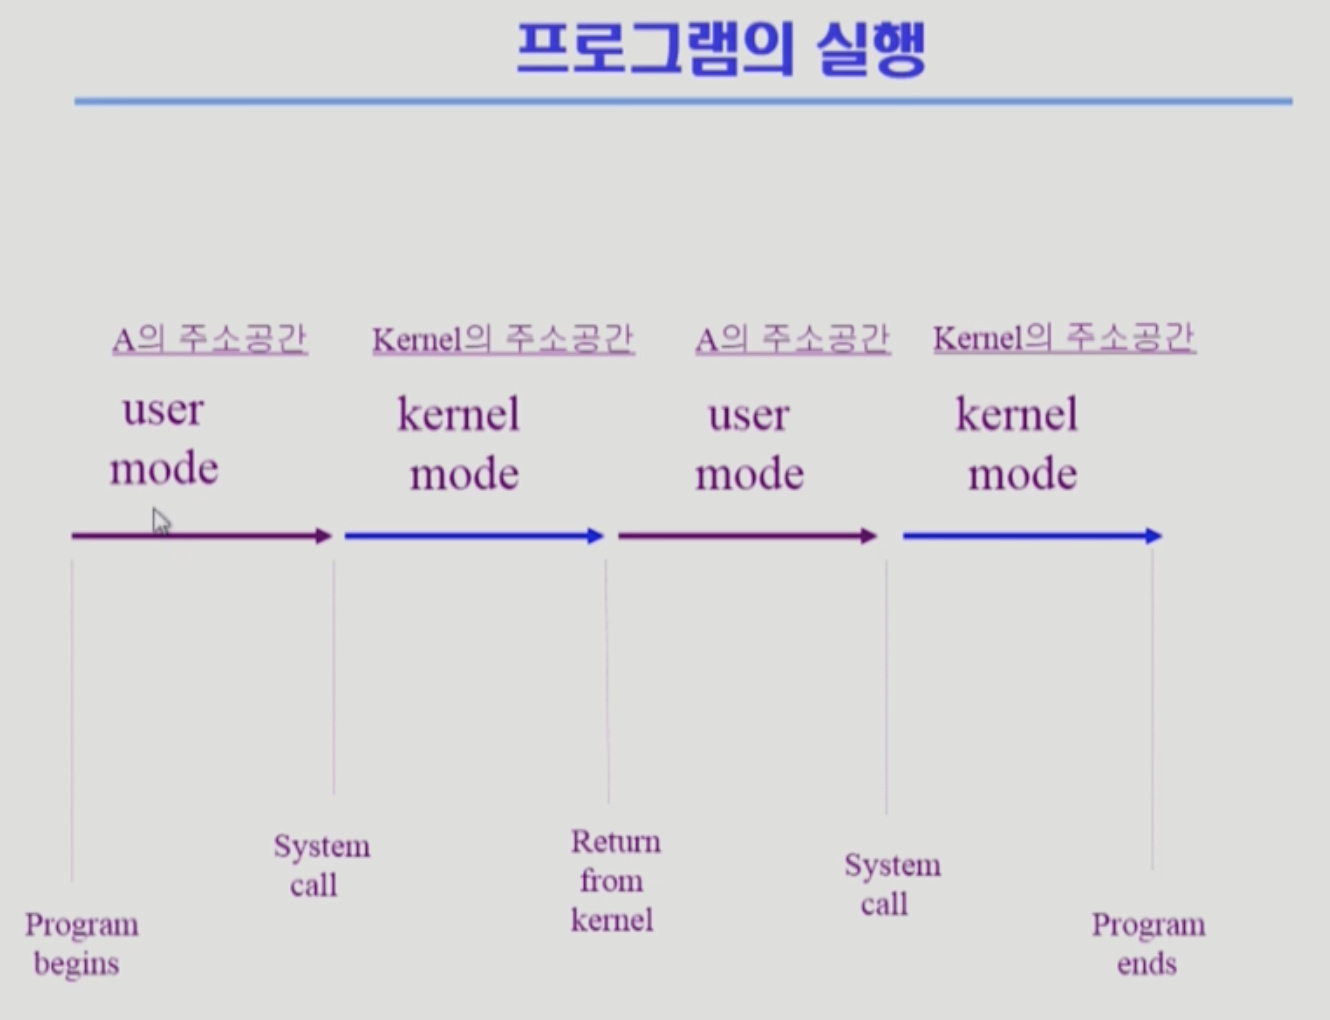 프로그램의 실행
A의 주소공간
Kernel의 주소공간
A의 주소공간
Kernel의 주소공간
user
mode
kernel
mode
user
mode
kernel
mode
Program
begins
System
call
Return
from
kernel
System
call
Program
ends